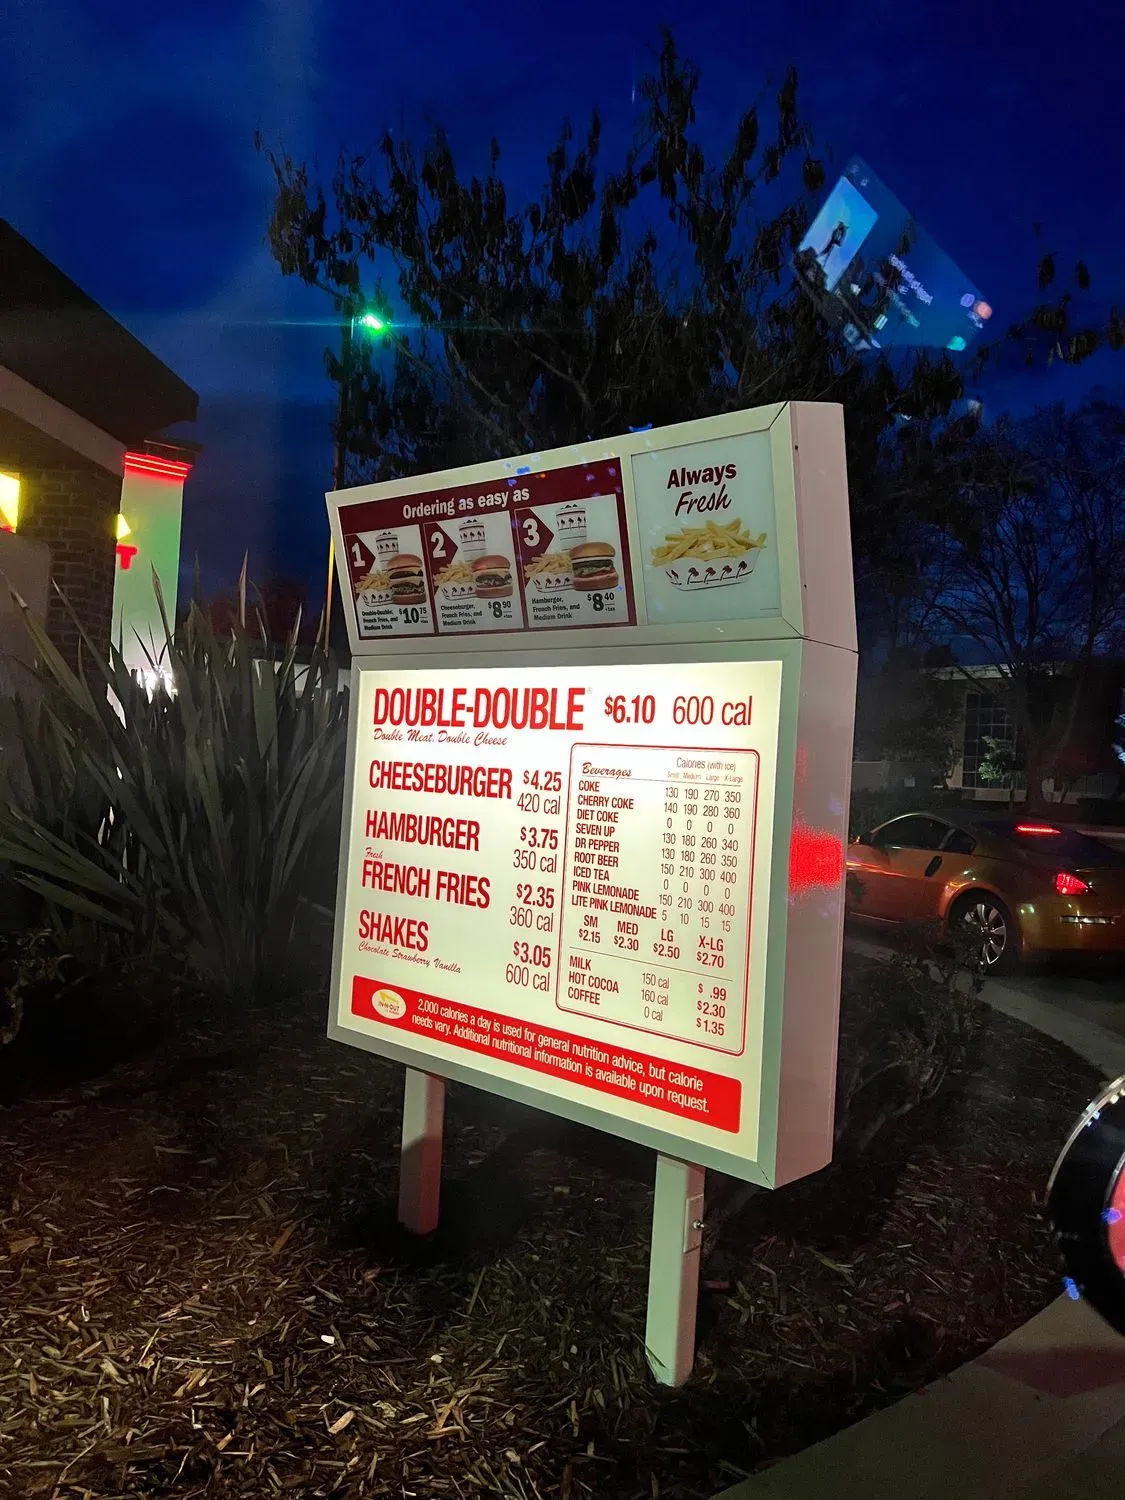 Ordering as easy as
1
Double-Double,
French Fries, and
Medium Drink
$10 75
+tax
2
Cheeseburger,
French Fries, and
Medium Drink
$8 90
+tax
3
Hamburger,
French Fries, and
Medium Drink
$8 40
+tax
Always
Fresh
DOUBLE-DOUBLE® $6.10 600 cal
Double Meat. Double Cheese
CHEESEBURGER $4.25
420 cal
HAMBURGER $3.75
350 cal
Fresh
FRENCH FRIES $2.35
360 cal
SHAKES $3.05
Chocolate Strawberry Vanilla 600 cal
Beverages Calories (with ice)
Small Medium Large X-Large
COKE 130 190 270 350
CHERRY COKE 140 190 280 360
DIET COKE 0 0 0 0
SEVEN UP 130 180 260 340
DR PEPPER 130 180 260 350
ROOT BEER 150 210 300 400
ICED TEA 0 0 0 0
PINK LEMONADE 150 210 300 400
LITE PINK LEMONADE 5 10 15 15
SM MED LG X-LG
$2.15 $2.30 $2.50 $2.70
MILK 150 cal $ .99
HOT COCOA 160 cal $2.30
COFFEE 0 cal $1.35
IN-N-OUT
2,000 calories a day is used for general nutrition advice, but calorie
needs vary. Additional nutritional information is available upon request.